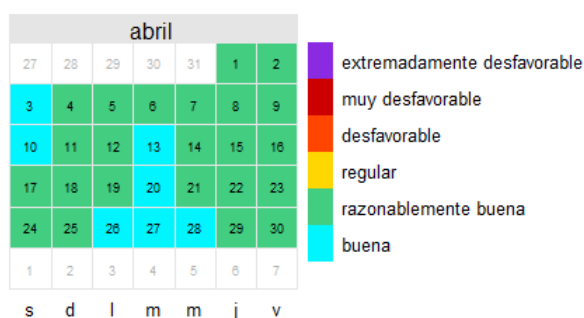 abril
27 28 29 30 31 1 2
3 4 5 6 7 8 9
10 11 12 13 14 15 16
17 18 19 20 21 22 23
24 25 26 27 28 29 30
1 2 3 4 5 6 7
s d l m m j v
extremadamente desfavorable
muy desfavorable
desfavorable
regular
razonablemente buena
buena